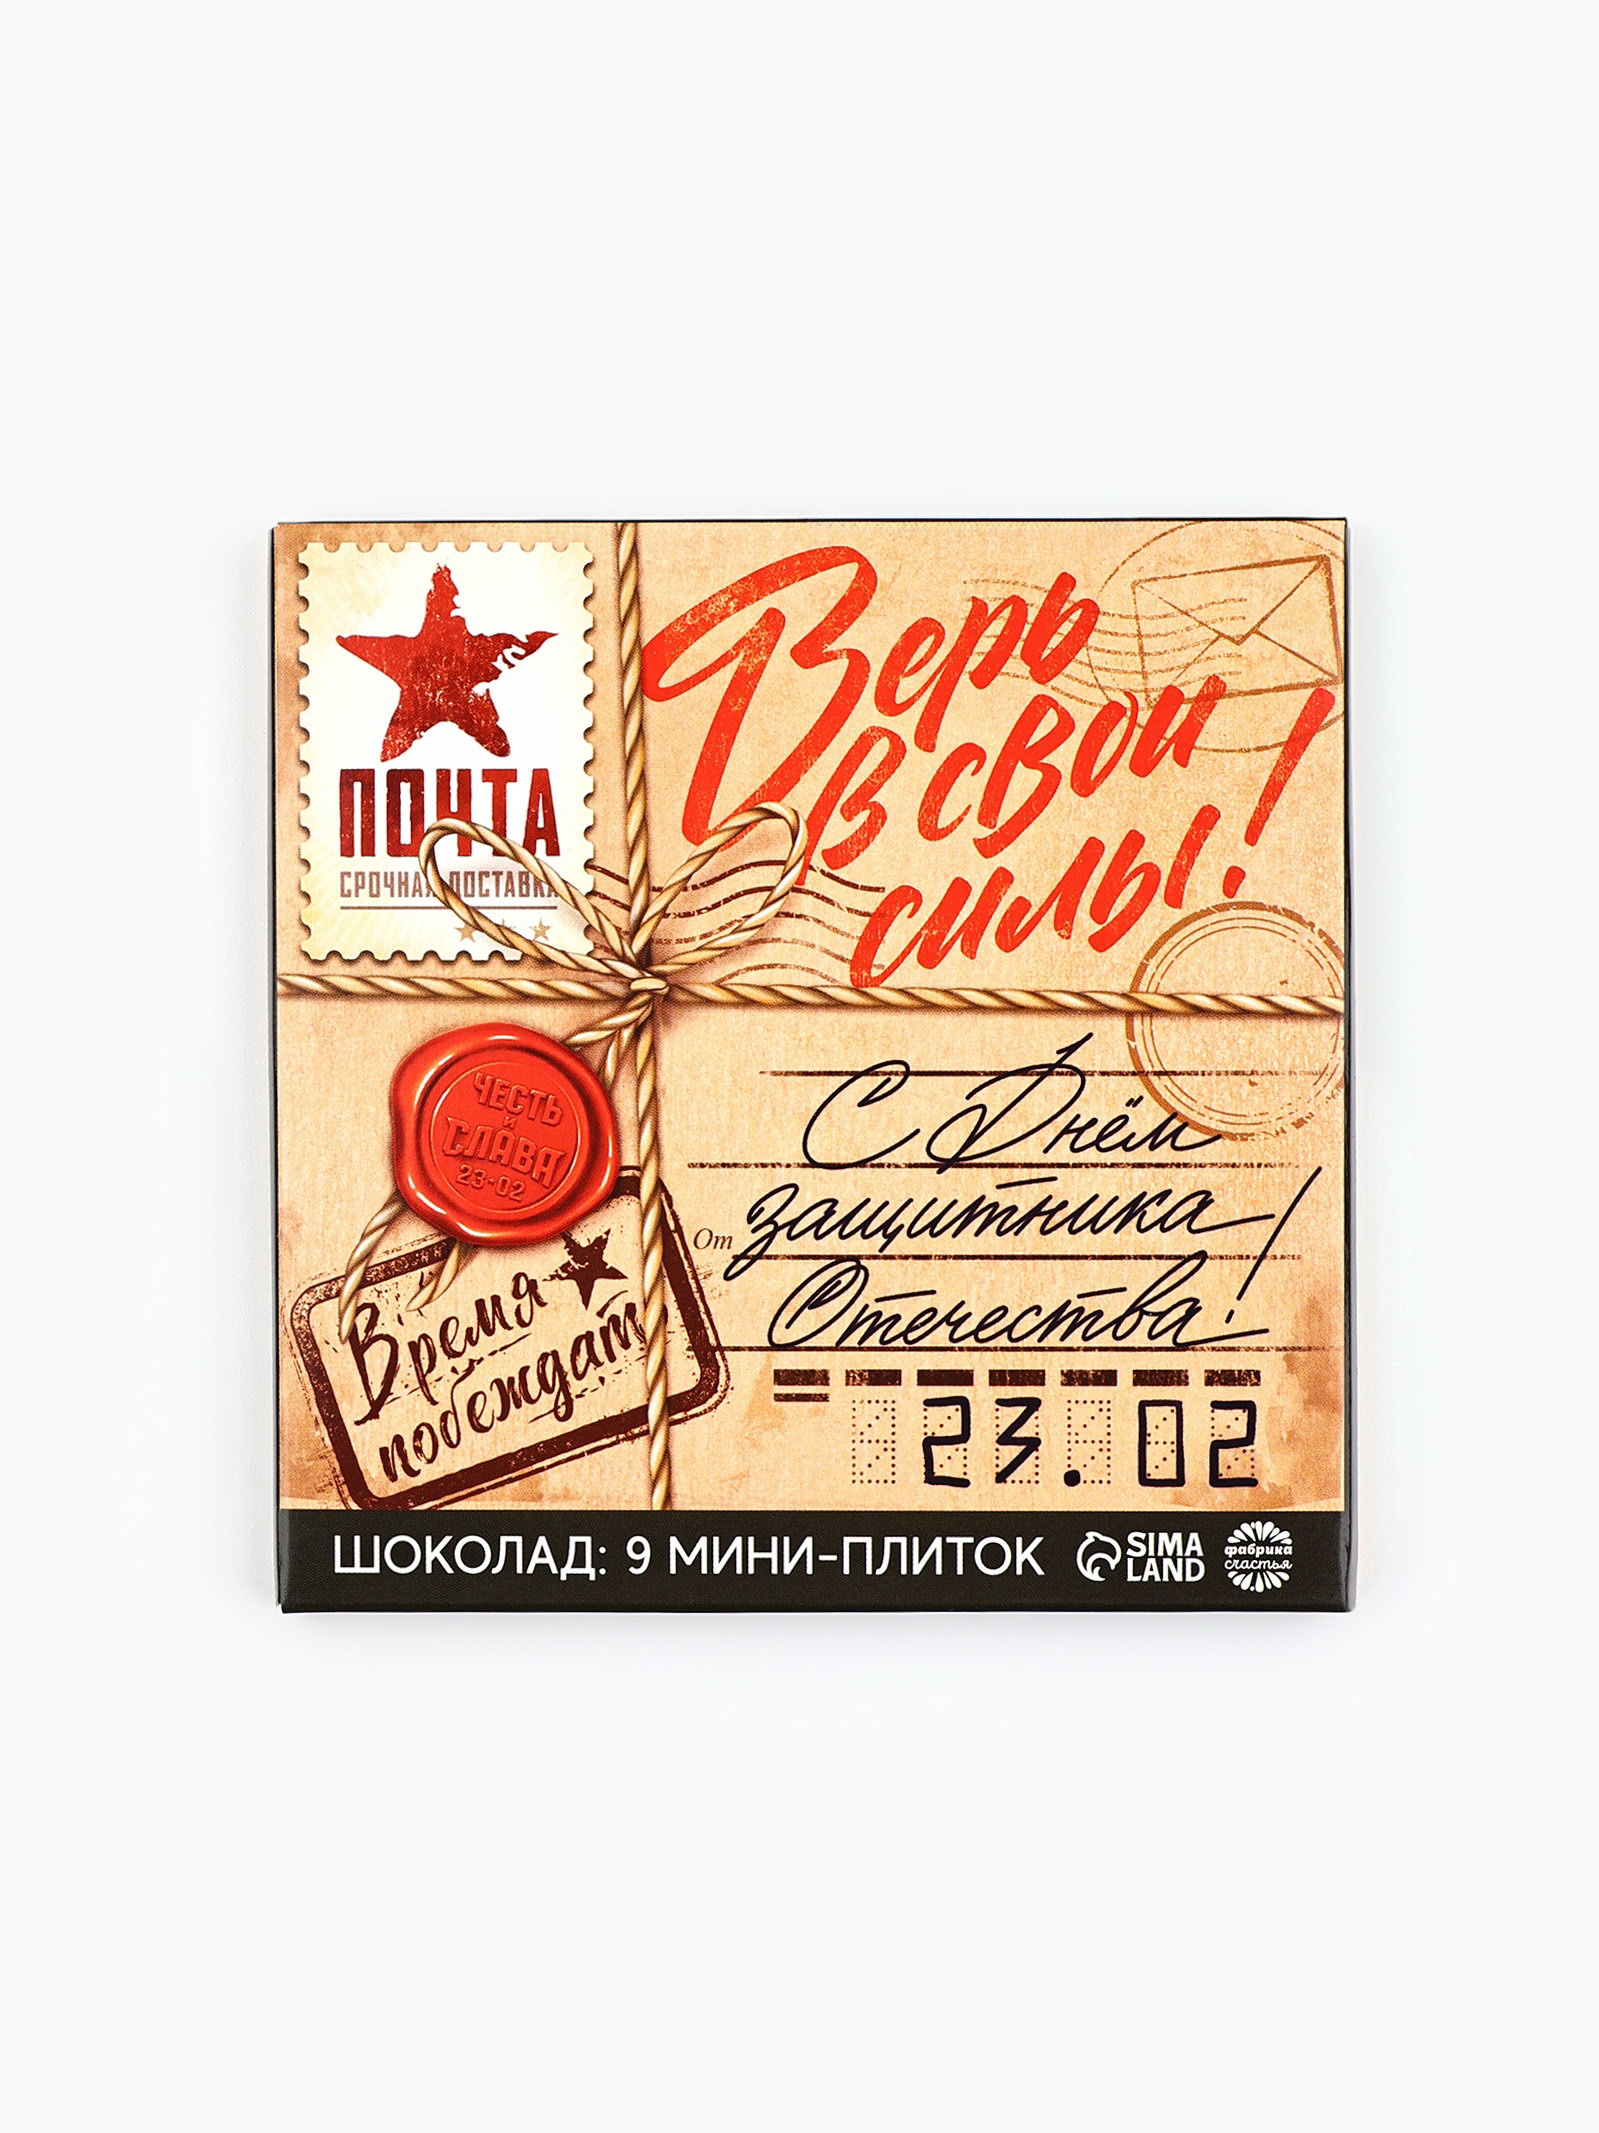 Верь
в свои
силы!
ПОЧТА
СРОЧНАЯ ДОСТАВКА
ЧЕСТЬ
И
СЛАВА
23·02
С Днём
От защитника
Отечества!
Время
побеждать
23.02
ШОКОЛАД: 9 МИНИ-ПЛИТОК
SIMA
LAND
фабрика
счастья